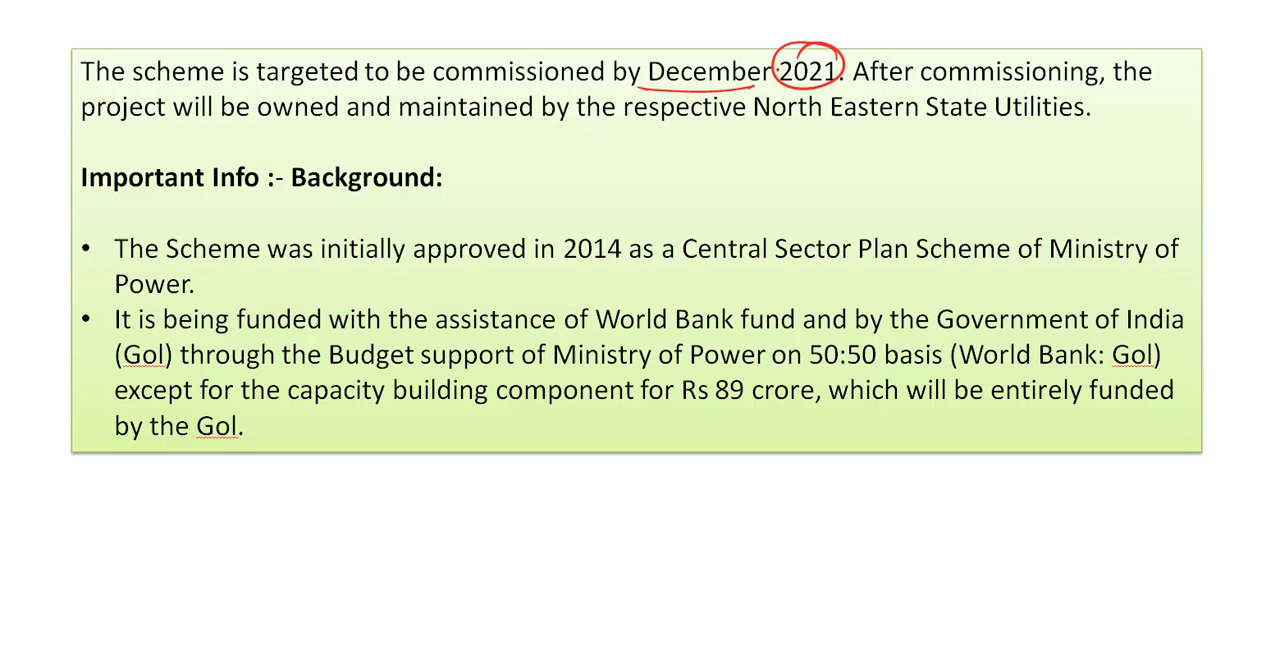 The scheme is targeted to be commissioned by December 2021. After commissioning, the
project will be owned and maintained by the respective North Eastern State Utilities.
Important Info :- Background:
• The Scheme was initially approved in 2014 as a Central Sector Plan Scheme of Ministry of
Power.
• It is being funded with the assistance of World Bank fund and by the Government of India
(GoI) through the Budget support of Ministry of Power on 50:50 basis (World Bank: GoI)
except for the capacity building component for Rs 89 crore, which will be entirely funded
by the GoI.